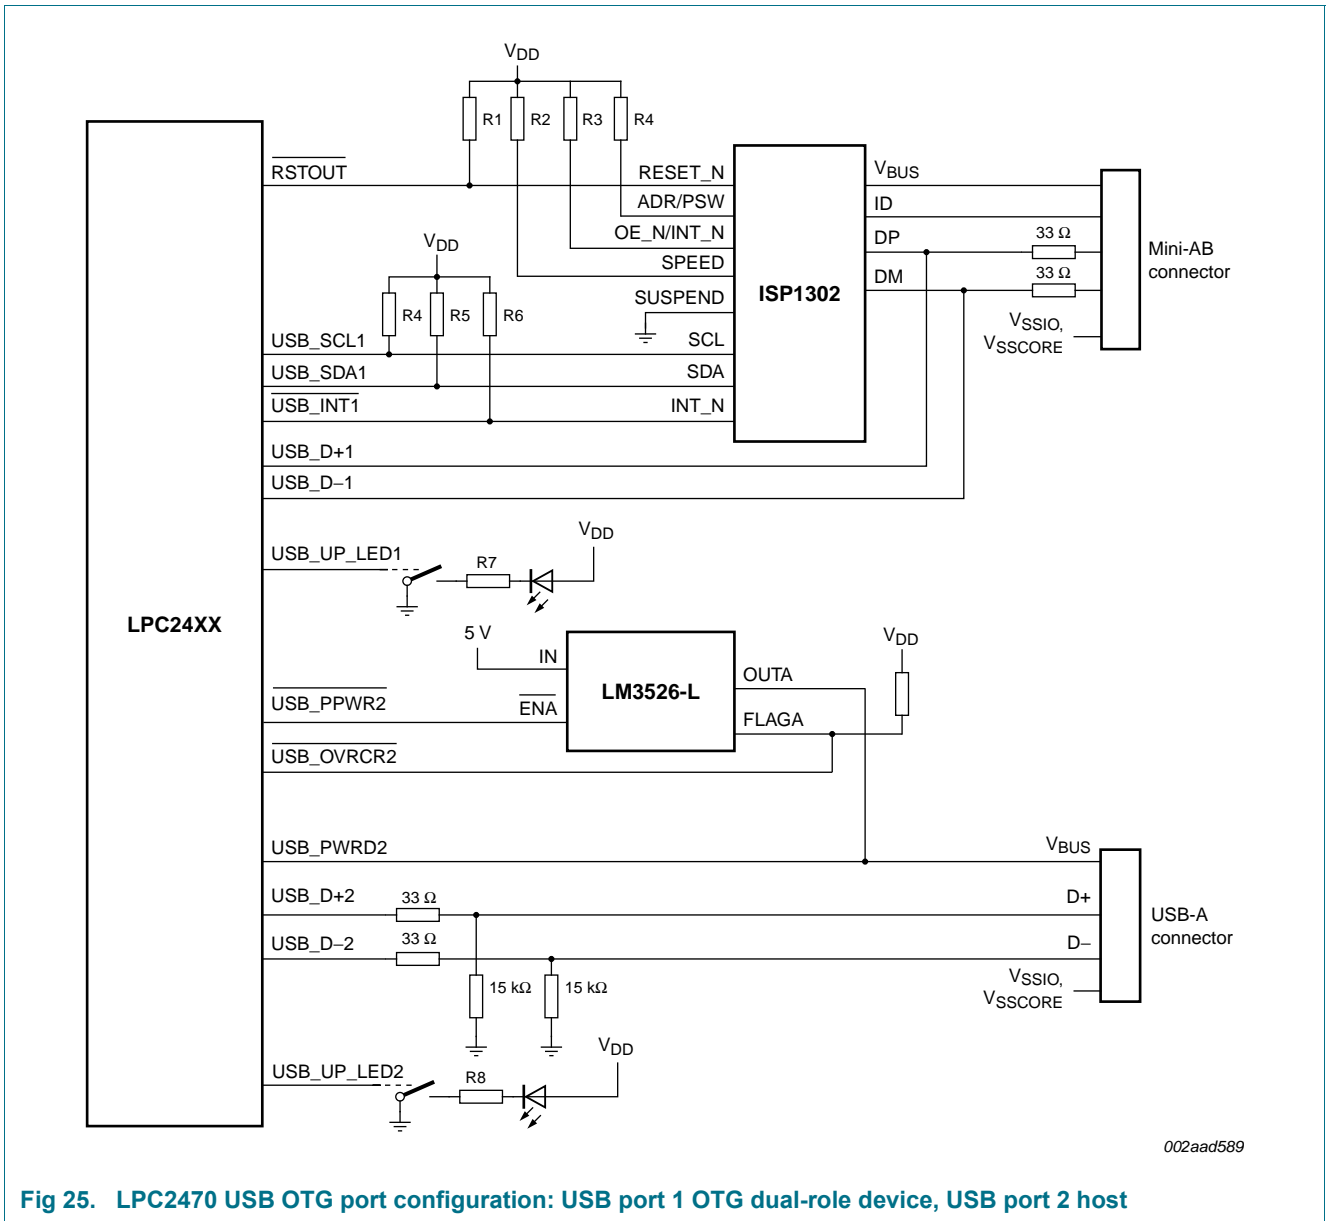 VDD
R1 R2 R3 R4
RSTOUT
RESET_N
ADR/PSW
OE_N/INT_N
SPEED
SUSPEND
VDD
R4 R5 R6
USB_SCL1
SCL
USB_SDA1
SDA
USB_INT1
INT_N
USB_D+1
USB_D−1
ISP1302
VBUS
ID
DP
33 Ω
DM
33 Ω
VSSIO,
VSSCORE
Mini-AB
connector
USB_UP_LED1
R7
VDD
LPC24XX
5 V
IN
LM3526-L
OUTA
VDD
USB_PPWR2
ENA
FLAGA
USB_OVRCR2
USB_PWRD2
VBUS
USB_D+2
33 Ω
D+
USB_D−2
33 Ω
D−
USB-A
connector
15 kΩ
15 kΩ
VSSIO,
VSSCORE
USB_UP_LED2
R8
VDD
002aad589
Fig 25. LPC2470 USB OTG port configuration: USB port 1 OTG dual-role device, USB port 2 host